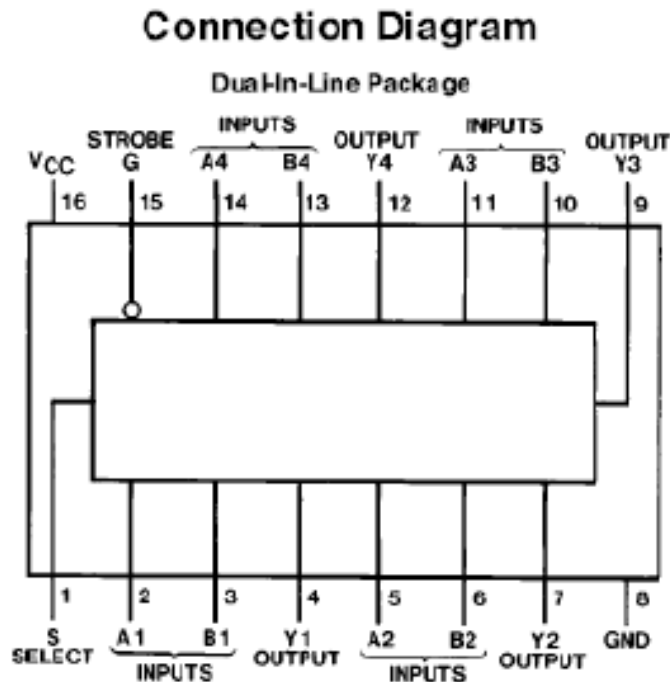 Connection Diagram
Dual-In-Line Package
INPUTS INPUTS
STROBE OUTPUT OUTPUT
VCC G A4 B4 Y4 A3 B3 Y3
16 15 14 13 12 11 10 9
1 2 3 4 5 6 7 8
S A1 B1 Y1 A2 B2 Y2 GND
SELECT OUTPUT OUTPUT
INPUTS INPUTS